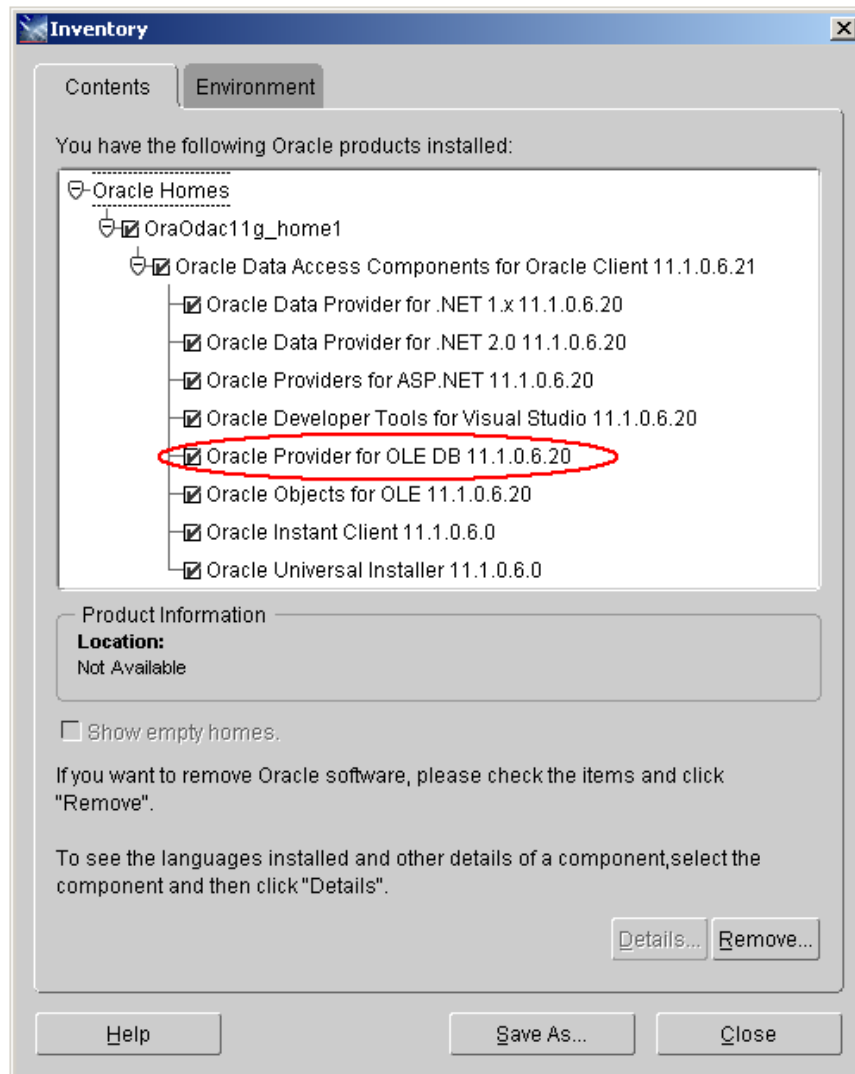 Inventory
Contents
Environment
You have the following Oracle products installed:
Oracle Homes
OraOdac11g_home1
Oracle Data Access Components for Oracle Client 11.1.0.6.21
Oracle Data Provider for .NET 1.x 11.1.0.6.20
Oracle Data Provider for .NET 2.0 11.1.0.6.20
Oracle Providers for ASP.NET 11.1.0.6.20
Oracle Developer Tools for Visual Studio 11.1.0.6.20
Oracle Provider for OLE DB 11.1.0.6.20
Oracle Objects for OLE 11.1.0.6.20
Oracle Instant Client 11.1.0.6.0
Oracle Universal Installer 11.1.0.6.0
Product Information
Location:
Not Available
Show empty homes.
If you want to remove Oracle software, please check the items and click
"Remove".
To see the languages installed and other details of a component,select the
component and then click "Details".
Details...
Remove...
Help
Save As...
Close